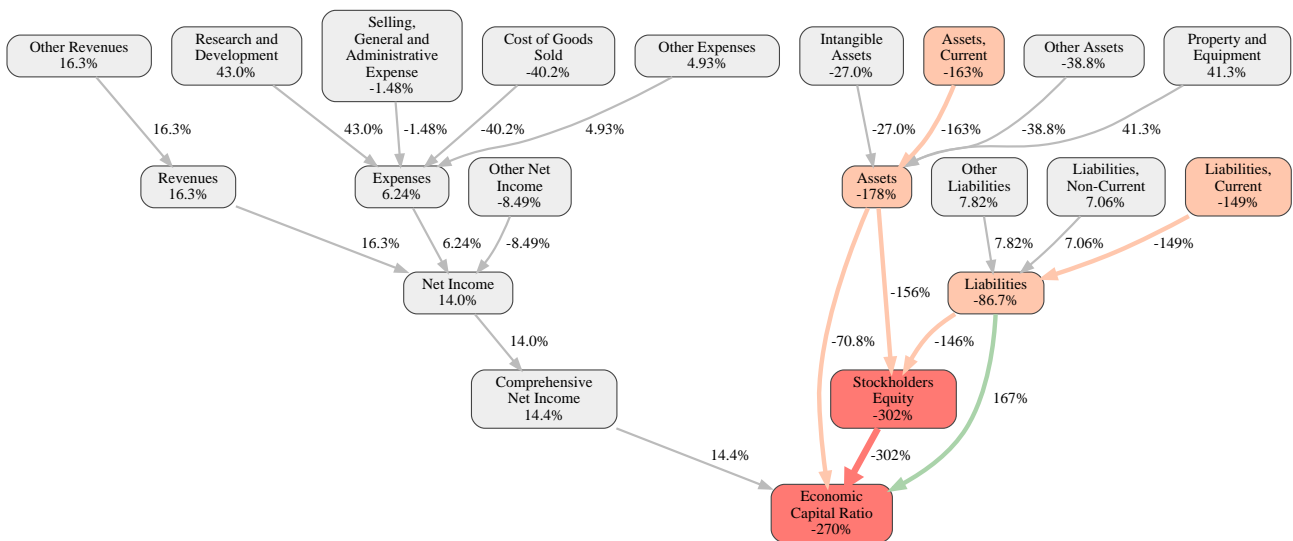 Other Revenues
16.3%
Research and
Development
43.0%
Selling,
General and
Administrative
Expense
-1.48%
Cost of Goods
Sold
-40.2%
Other Expenses
4.93%
Intangible
Assets
-27.0%
Assets,
Current
-163%
Other Assets
-38.8%
Property and
Equipment
41.3%
16.3%
43.0%
-1.48%
-40.2%
4.93%
-27.0%
-163%
-38.8%
41.3%
Revenues
16.3%
Expenses
6.24%
Other Net
Income
-8.49%
Assets
-178%
Other
Liabilities
7.82%
Liabilities,
Non-Current
7.06%
Liabilities,
Current
-149%
16.3%
6.24%
-8.49%
7.82%
7.06%
-149%
Net Income
14.0%
Liabilities
-86.7%
-156%
14.0%
-70.8%
-146%
Comprehensive
Net Income
14.4%
Stockholders
Equity
-302%
167%
14.4%
-302%
Economic
Capital Ratio
-270%